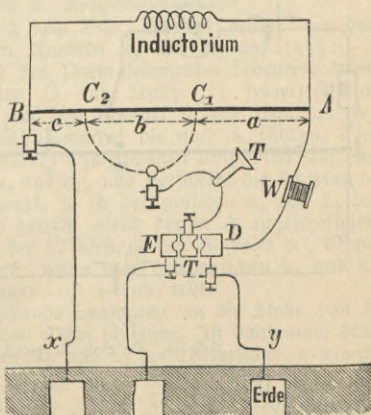 Inductorium
B C₂ C₁ A
c b a
T
W
E D
T
x y
Erde